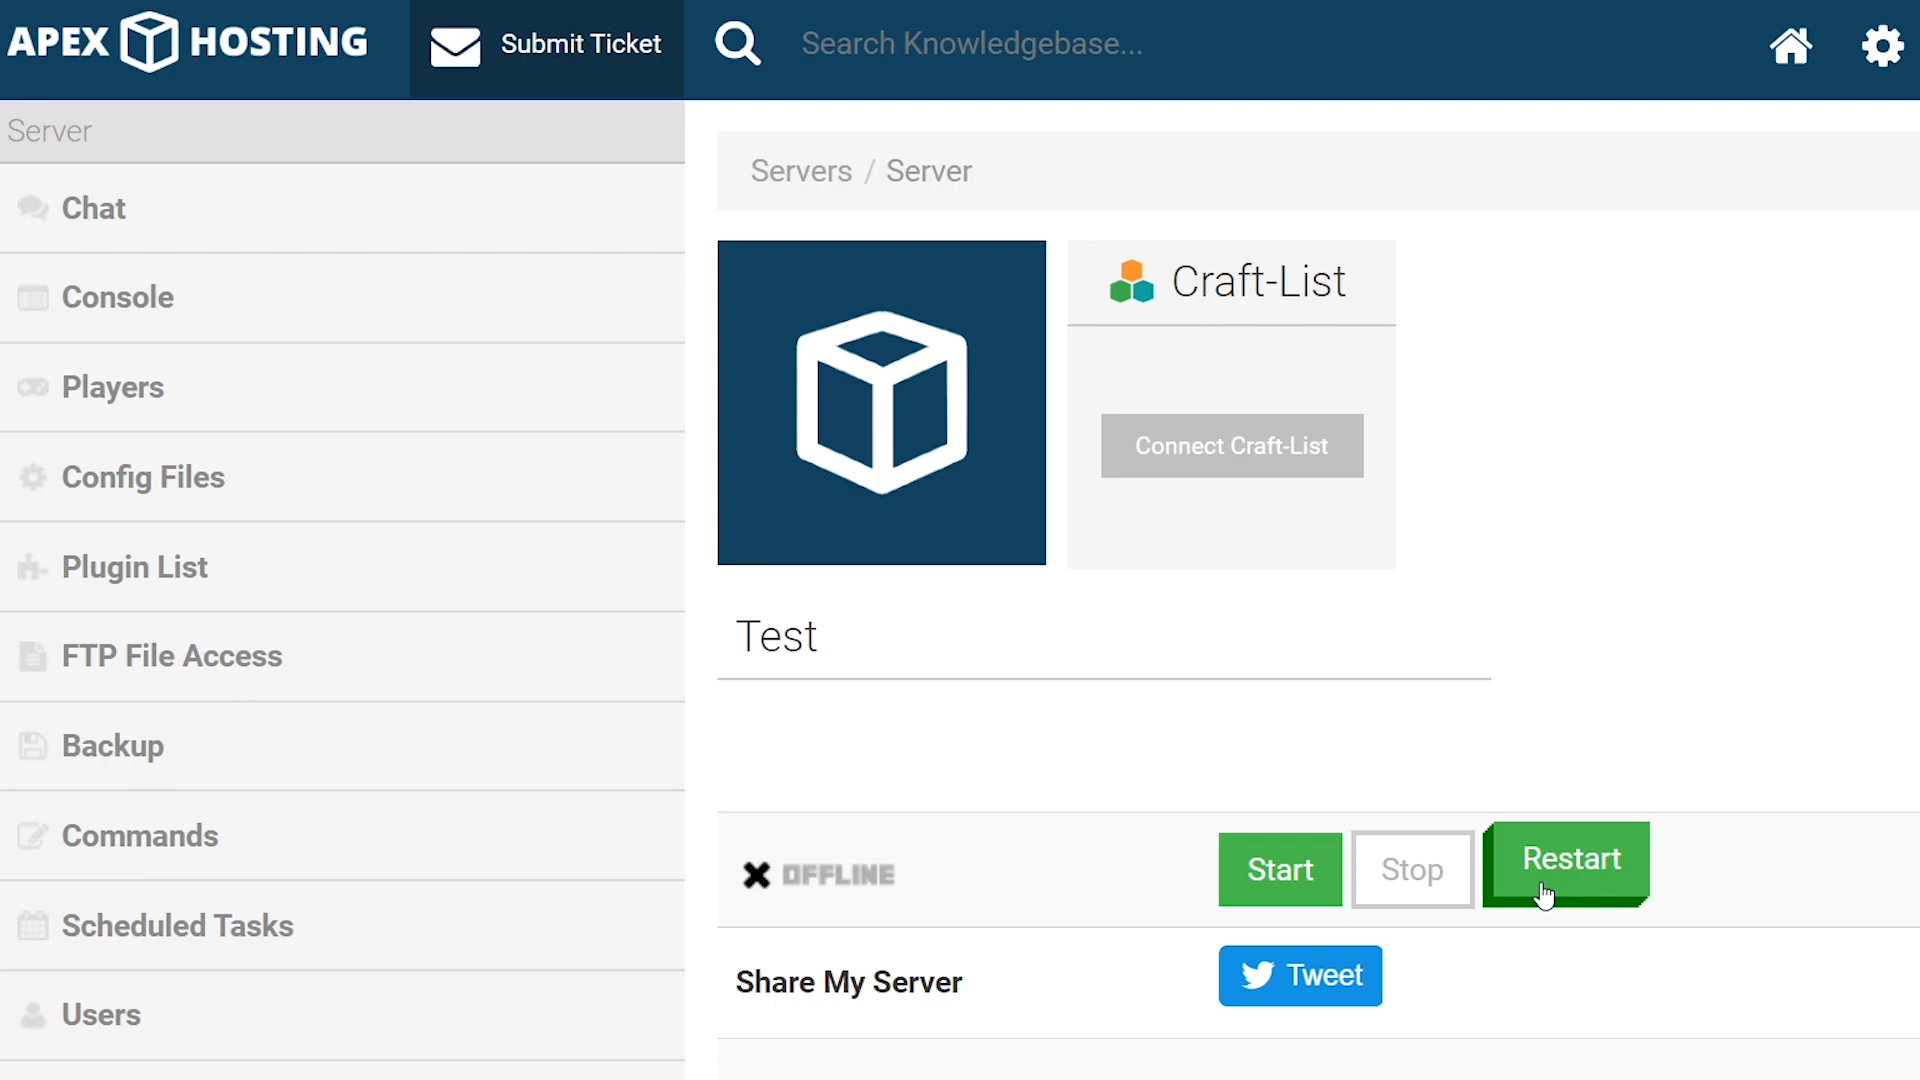 APEX HOSTING
Submit Ticket
Search Knowledgebase...
Server
Chat
Console
Players
Config Files
Plugin List
FTP File Access
Backup
Commands
Scheduled Tasks
Users
Servers / Server
Craft-List
Connect Craft-List
Test
OFFLINE
Start
Stop
Restart
Share My Server
Tweet